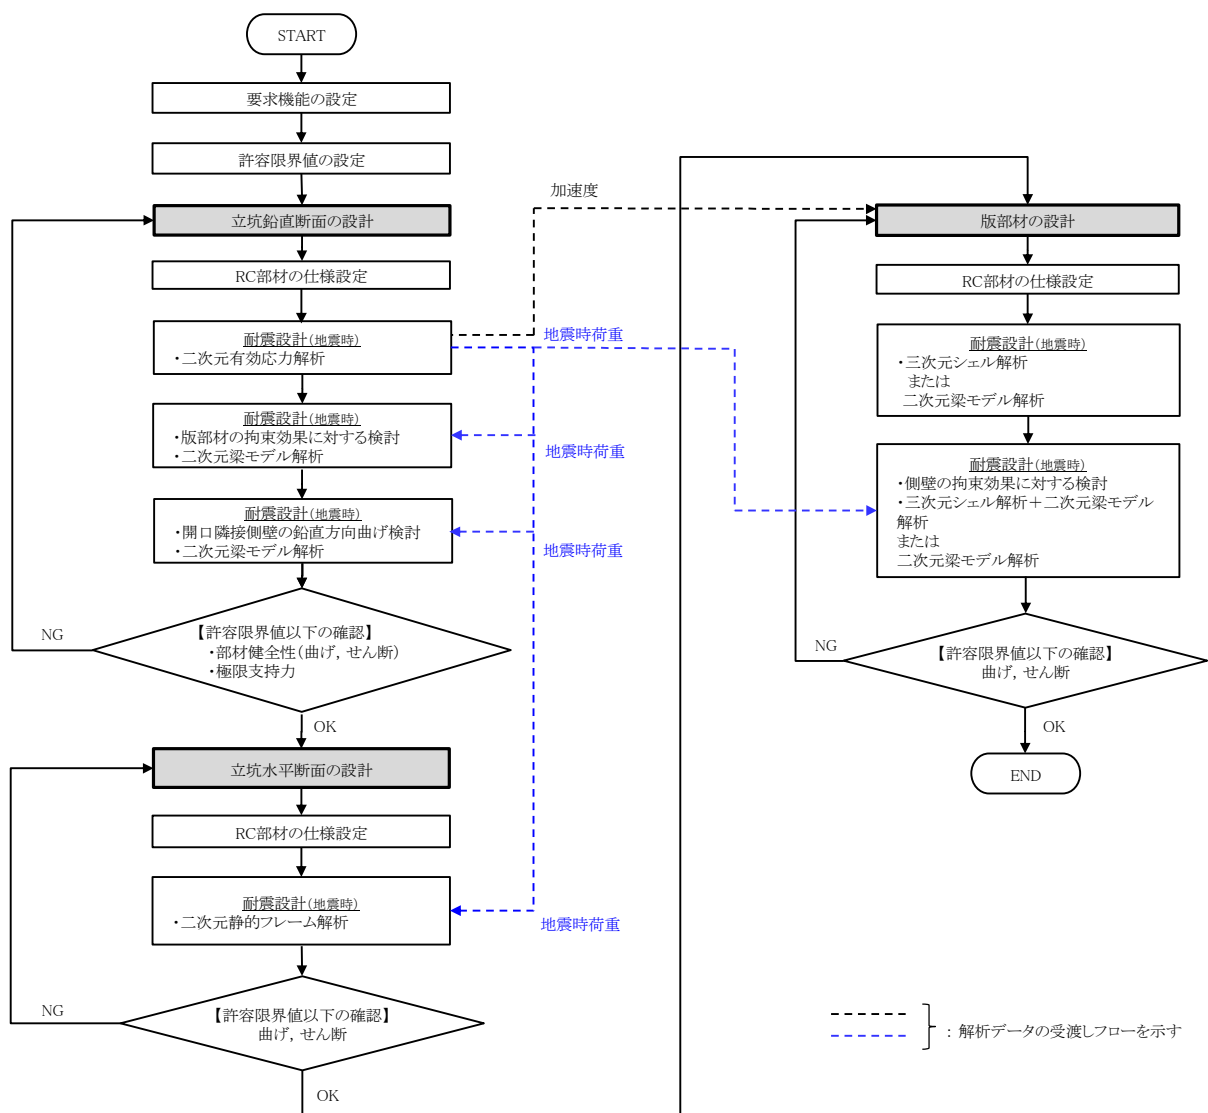 START
要求機能の設定
許容限界値の設定
立坑鉛直断面の設計
RC部材の仕様設定
耐震設計（地震時）
・二次元有効応力解析
耐震設計（地震時）
・版部材の拘束効果に対する検討
・二次元梁モデル解析
耐震設計（地震時）
・開口隣接側壁の鉛直方向曲げ検討
・二次元梁モデル解析
NG
【許容限界値以下の確認】
・部材健全性（曲げ，せん断）
・極限支持力
OK
立坑水平断面の設計
RC部材の仕様設定
耐震設計（地震時）
・二次元静的フレーム解析
NG
【許容限界値以下の確認】
曲げ，せん断
OK
加速度
地震時荷重
地震時荷重
地震時荷重
地震時荷重
版部材の設計
RC部材の仕様設定
耐震設計（地震時）
・三次元シェル解析
または
二次元梁モデル解析
耐震設計（地震時）
・側壁の拘束効果に対する検討
・三次元シェル解析＋二次元梁モデル
解析
または
二次元梁モデル解析
NG
【許容限界値以下の確認】
曲げ，せん断
OK
END
：解析データの受渡しフローを示す